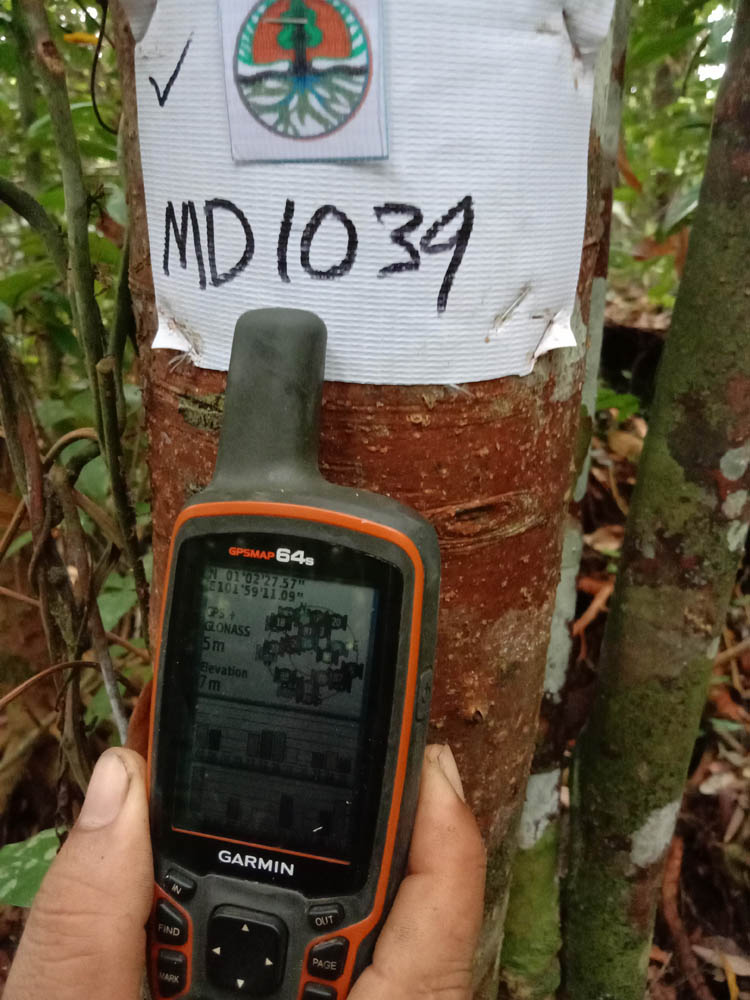 ✓
MD1039
GPSMAP 64s
N 01°02'27.57"
E101°59'11.09"
GPS +
GLONASS
5m
Elevation
7m
GARMIN
IN
OUT
FIND
PAGE
MARK